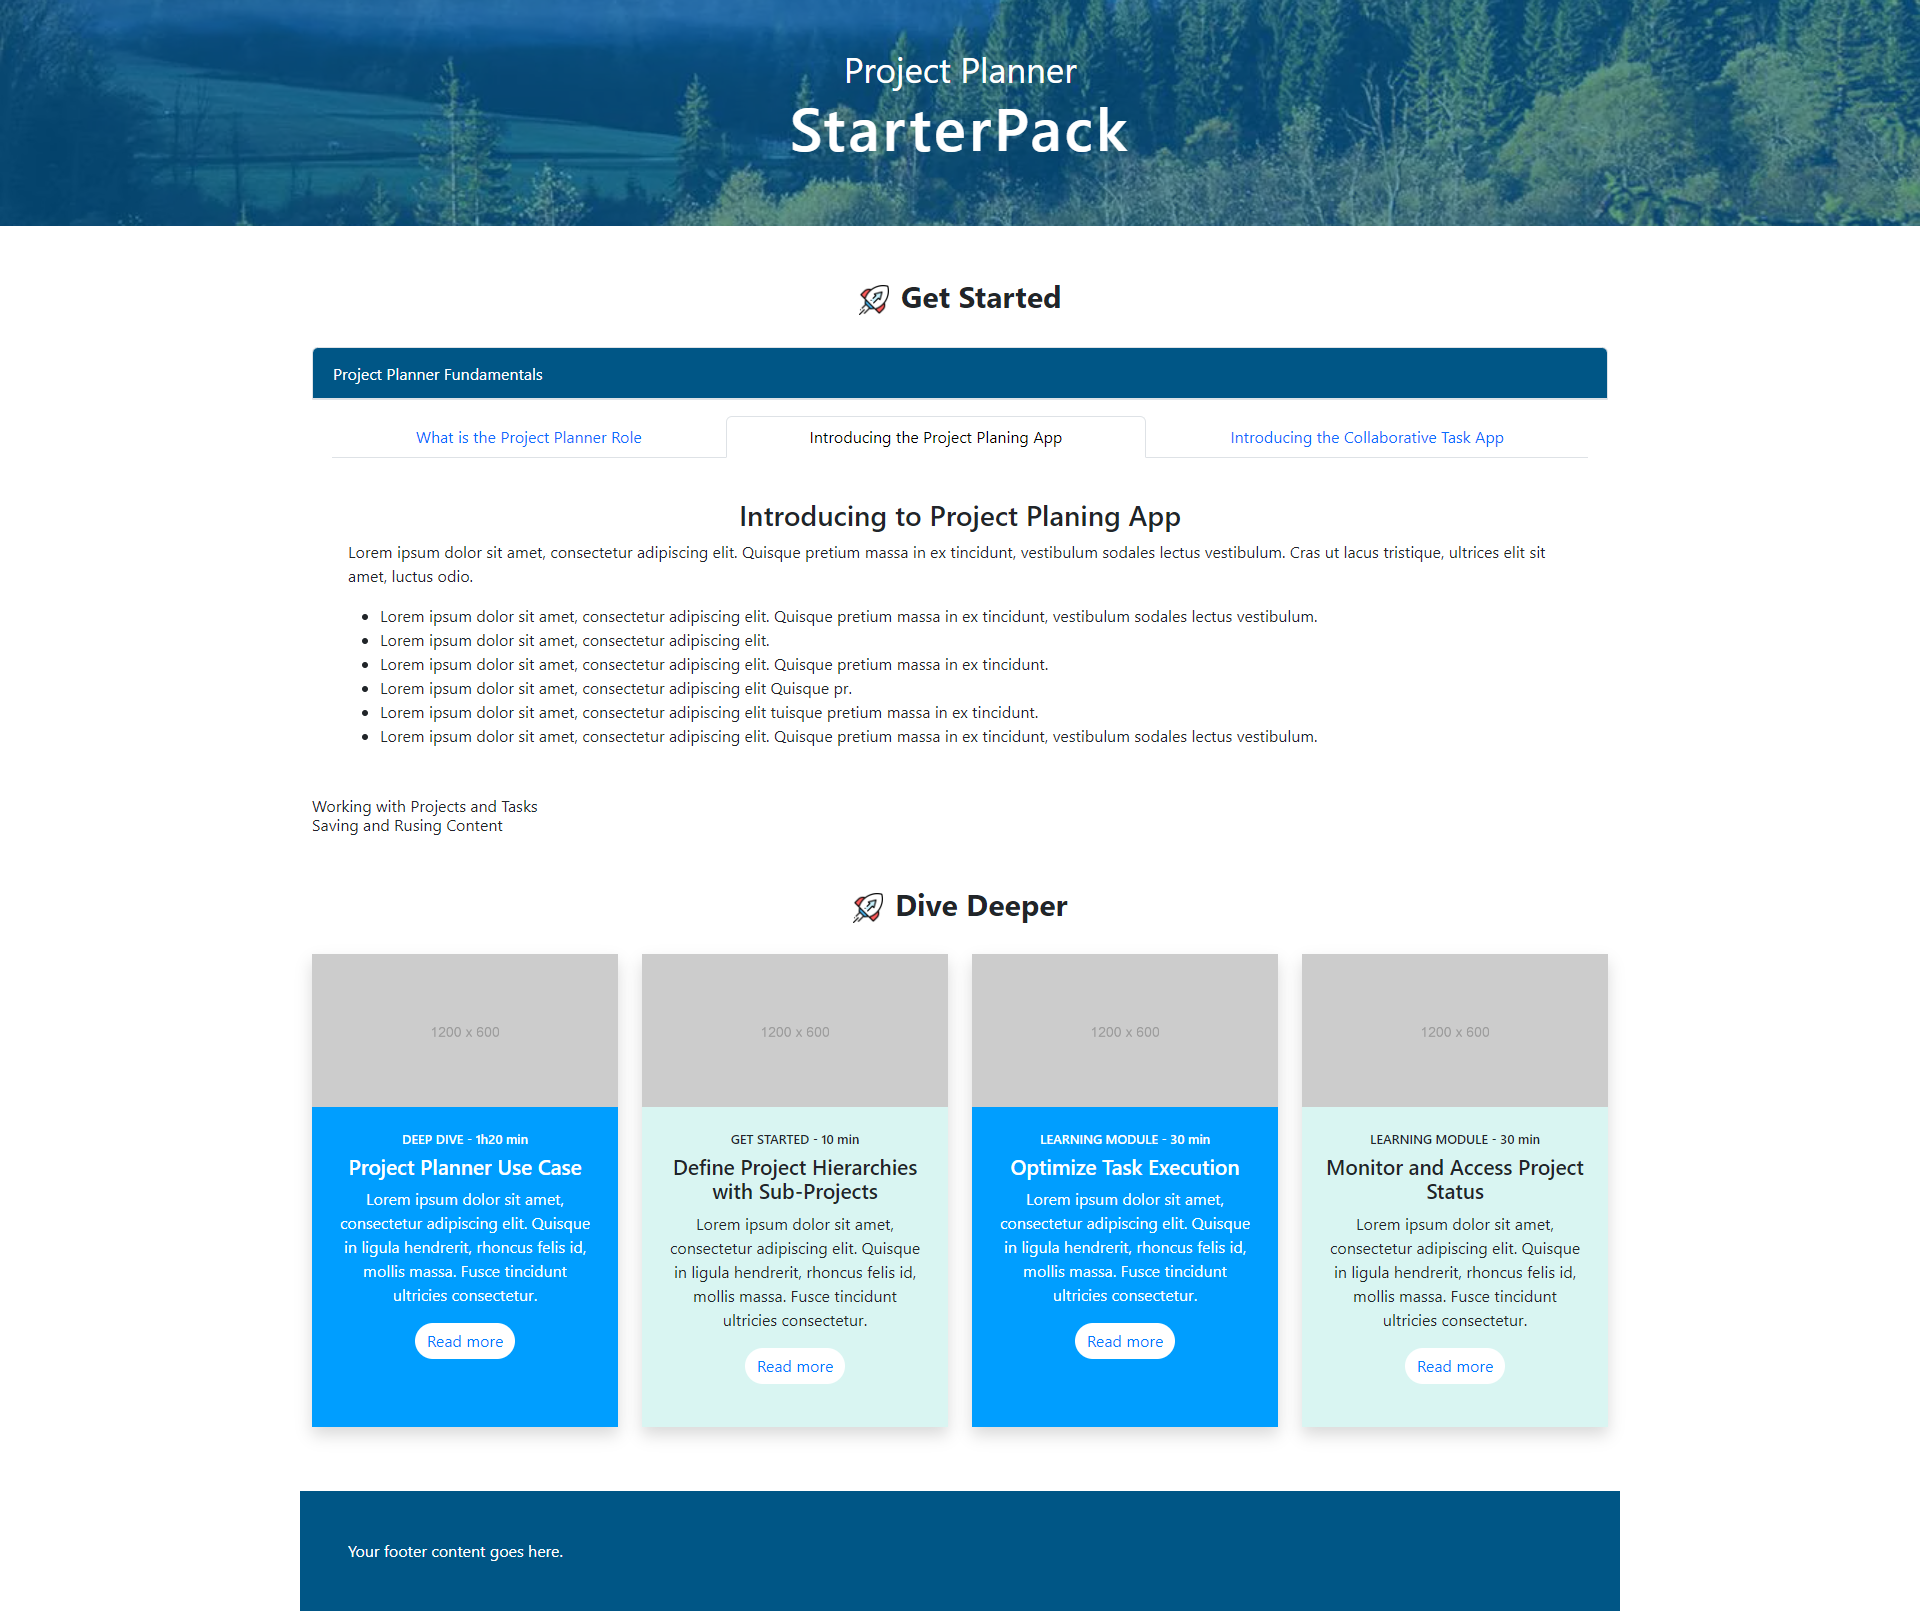 Project Planner
StarterPack
Get Started
Project Planner Fundamentals
What is the Project Planner Role
Introducing the Project Planing App
Introducing the Collaborative Task App
Introducing to Project Planing App
Lorem ipsum dolor sit amet, consectetur adipiscing elit. Quisque pretium massa in ex tincidunt, vestibulum sodales lectus vestibulum. Cras ut lacus tristique, ultrices elit sit
amet, luctus odio.
Lorem ipsum dolor sit amet, consectetur adipiscing elit. Quisque pretium massa in ex tincidunt, vestibulum sodales lectus vestibulum.
Lorem ipsum dolor sit amet, consectetur adipiscing elit.
Lorem ipsum dolor sit amet, consectetur adipiscing elit. Quisque pretium massa in ex tincidunt.
Lorem ipsum dolor sit amet, consectetur adipiscing elit Quisque pr.
Lorem ipsum dolor sit amet, consectetur adipiscing elit tuisque pretium massa in ex tincidunt.
Lorem ipsum dolor sit amet, consectetur adipiscing elit. Quisque pretium massa in ex tincidunt, vestibulum sodales lectus vestibulum.
Working with Projects and Tasks
Saving and Rusing Content
Dive Deeper
1200 x 600
DEEP DIVE - 1h20 min
Project Planner Use Case
Lorem ipsum dolor sit amet,
consectetur adipiscing elit. Quisque
in ligula hendrerit, rhoncus felis id,
mollis massa. Fusce tincidunt
ultricies consectetur.
Read more
1200 x 600
GET STARTED - 10 min
Define Project Hierarchies
with Sub-Projects
Lorem ipsum dolor sit amet,
consectetur adipiscing elit. Quisque
in ligula hendrerit, rhoncus felis id,
mollis massa. Fusce tincidunt
ultricies consectetur.
Read more
1200 x 600
LEARNING MODULE - 30 min
Optimize Task Execution
Lorem ipsum dolor sit amet,
consectetur adipiscing elit. Quisque
in ligula hendrerit, rhoncus felis id,
mollis massa. Fusce tincidunt
ultricies consectetur.
Read more
1200 x 600
LEARNING MODULE - 30 min
Monitor and Access Project
Status
Lorem ipsum dolor sit amet,
consectetur adipiscing elit. Quisque
in ligula hendrerit, rhoncus felis id,
mollis massa. Fusce tincidunt
ultricies consectetur.
Read more
Your footer content goes here.